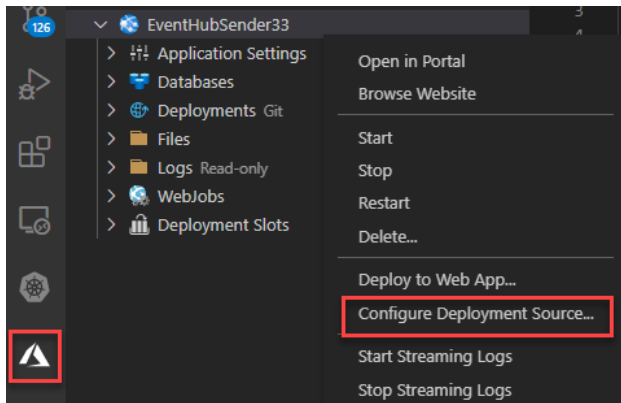 126
EventHubSender33
Application Settings
Databases
Deployments Git
Files
Logs Read-only
WebJobs
Deployment Slots
3
Open in Portal
Browse Website
Start
Stop
Restart
Delete...
Deploy to Web App...
Configure Deployment Source...
Start Streaming Logs
Stop Streaming Logs